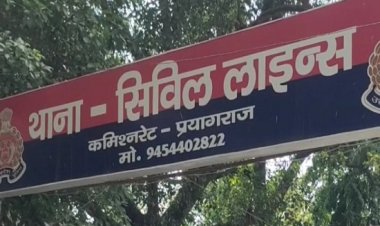 थाना - सिविल लाइन्स
कमिश्नरेट - प्रयागराज
मो. 9454402822